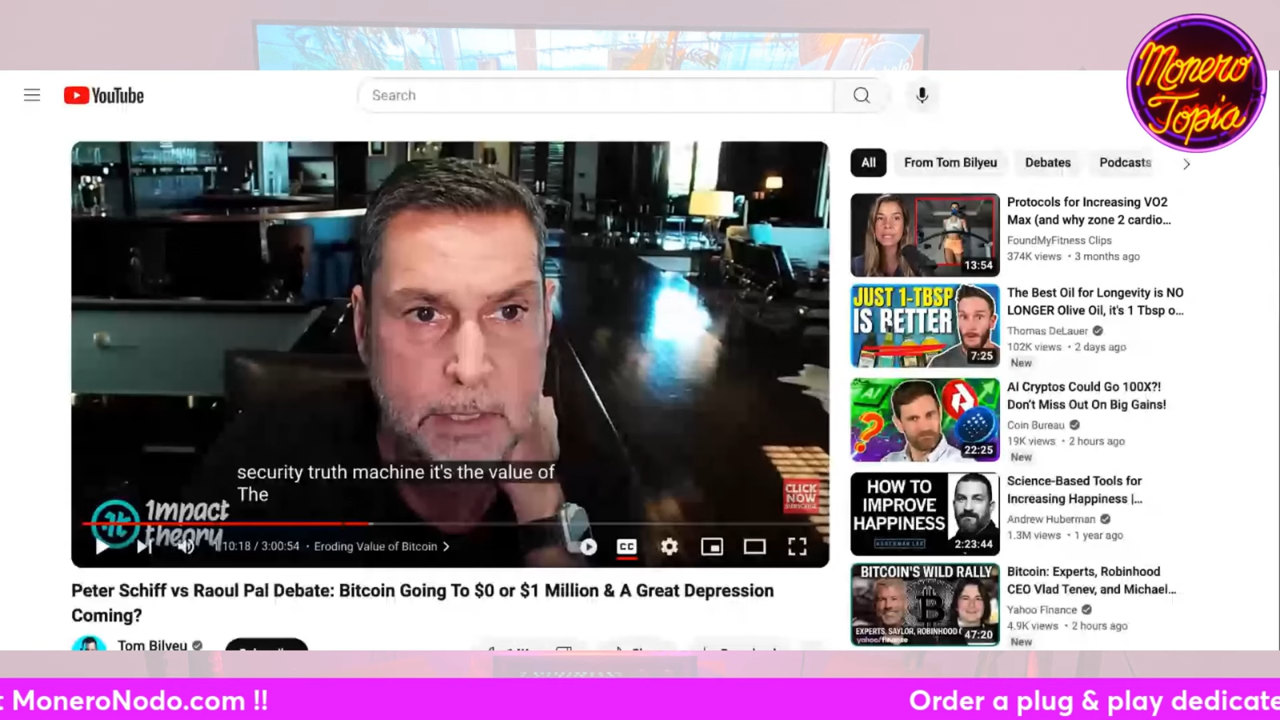 Monero
Topia
YouTube
Search
All
From Tom Bilyeu
Debates
Podcasts
security truth machine it's the value of
The
1mpact
theory
CLICK
NOW
10:18 / 3:00:54 • Eroding Value of Bitcoin
CC
Peter Schiff vs Raoul Pal Debate: Bitcoin Going To $0 or $1 Million & A Great Depression
Coming?
Tom Bilyeu
Protocols for Increasing VO2
Max (and why zone 2 cardio...
FoundMyFitness Clips
374K views • 3 months ago
13:54
JUST 1-TBSP
IS BETTER
7:25
The Best Oil for Longevity is NO
LONGER Olive Oil, it's 1 Tbsp o...
Thomas DeLauer
102K views • 2 days ago
New
22:25
AI Cryptos Could Go 100X?!
Don't Miss Out On Big Gains!
Coin Bureau
19K views • 2 hours ago
New
HOW TO
IMPROVE
HAPPINESS
2:23:44
Science-Based Tools for
Increasing Happiness |...
Andrew Huberman
1.3M views • 1 year ago
BITCOIN'S WILD RALLY
EXPERTS, SAYLOR, ROBINHOOD
yahoo/finance
47:20
Bitcoin: Experts, Robinhood
CEO Vlad Tenev, and Michael...
Yahoo Finance
4.9K views • 2 hours ago
New
t MoneroNodo.com !!
Order a plug & play dedicate